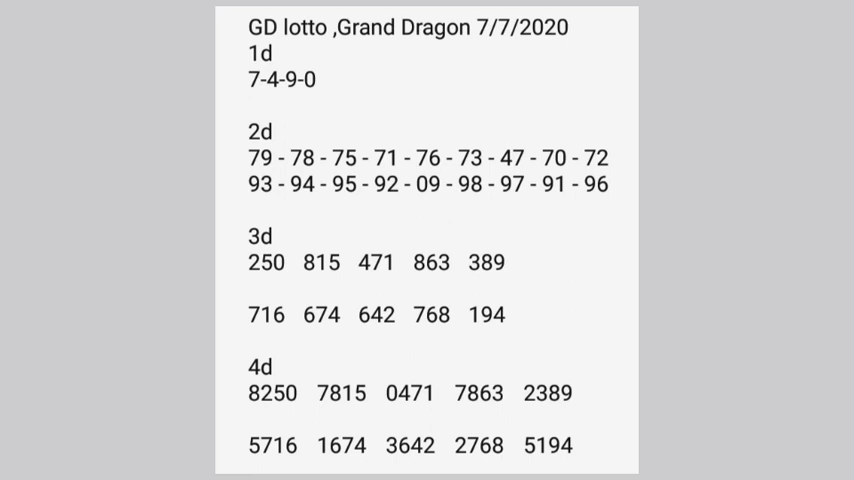 GD lotto ,Grand Dragon 7/7/2020
1d
7-4-9-0
2d
79 - 78 - 75 - 71 - 76 - 73 - 47 - 70 - 72
93 - 94 - 95 - 92 - 09 - 98 - 97 - 91 - 96
3d
250 815 471 863 389
716 674 642 768 194
4d
8250 7815 0471 7863 2389
5716 1674 3642 2768 5194